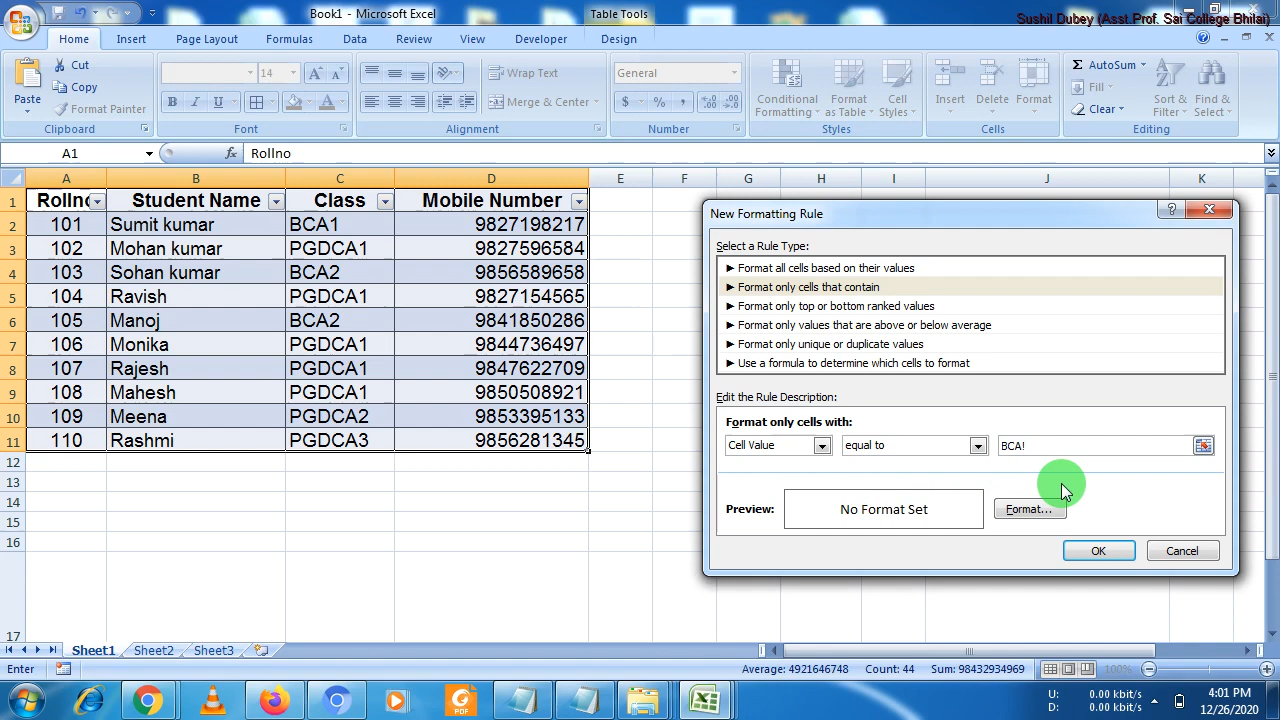 Book1 - Microsoft Excel
Table Tools
Sushil Dubey (Asst.Prof. Sai College Bhilai)
Home Insert Page Layout Formulas Data Review View Developer Design
Paste
Cut
Copy
Format Painter
Clipboard
14
B I U
Font
Wrap Text
Merge & Center
Alignment
General
$ % ,
Number
Conditional Formatting
Format as Table
Cell Styles
Styles
Insert Delete Format
Cells
Σ AutoSum
Fill
Clear
Sort & Filter
Find & Select
Editing
A1 fx Rollno
A B C D E F G H I J K
1 Rollno Student Name Class Mobile Number
2 101 Sumit kumar BCA1 9827198217
3 102 Mohan kumar PGDCA1 9827596584
4 103 Sohan kumar BCA2 9856589658
5 104 Ravish PGDCA1 9827154565
6 105 Manoj BCA2 9841850286
7 106 Monika PGDCA1 9844736497
8 107 Rajesh PGDCA1 9847622709
9 108 Mahesh PGDCA1 9850508921
10 109 Meena PGDCA2 9853395133
11 110 Rashmi PGDCA3 9856281345
12
13
14
15
16
17
New Formatting Rule
Select a Rule Type:
► Format all cells based on their values
► Format only cells that contain
► Format only top or bottom ranked values
► Format only values that are above or below average
► Format only unique or duplicate values
► Use a formula to determine which cells to format
Edit the Rule Description:
Format only cells with:
Cell Value equal to BCA!
Preview: No Format Set Format...
OK Cancel
Sheet1 Sheet2 Sheet3
Enter Average: 4921646748 Count: 44 Sum: 98432934969 100%
PDF
U: 0.00 kbit/s
D: 0.00 kbit/s
4:01 PM
12/26/2020